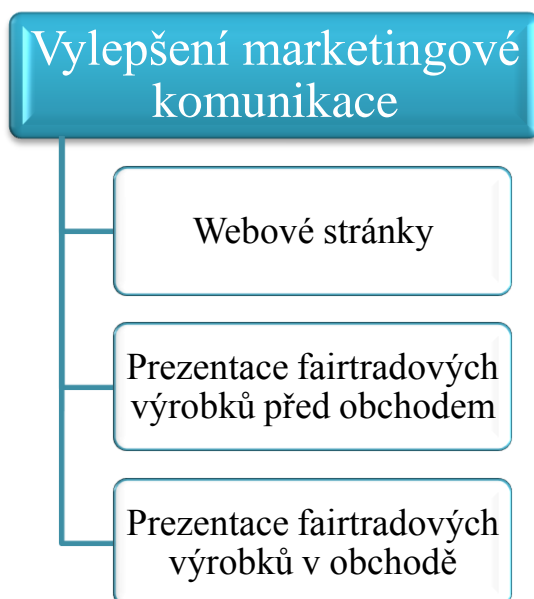 Vylepšení marketingové
komunikace
Webové stránky
Prezentace fairtradových
výrobků před obchodem
Prezentace fairtradových
výrobků v obchodě